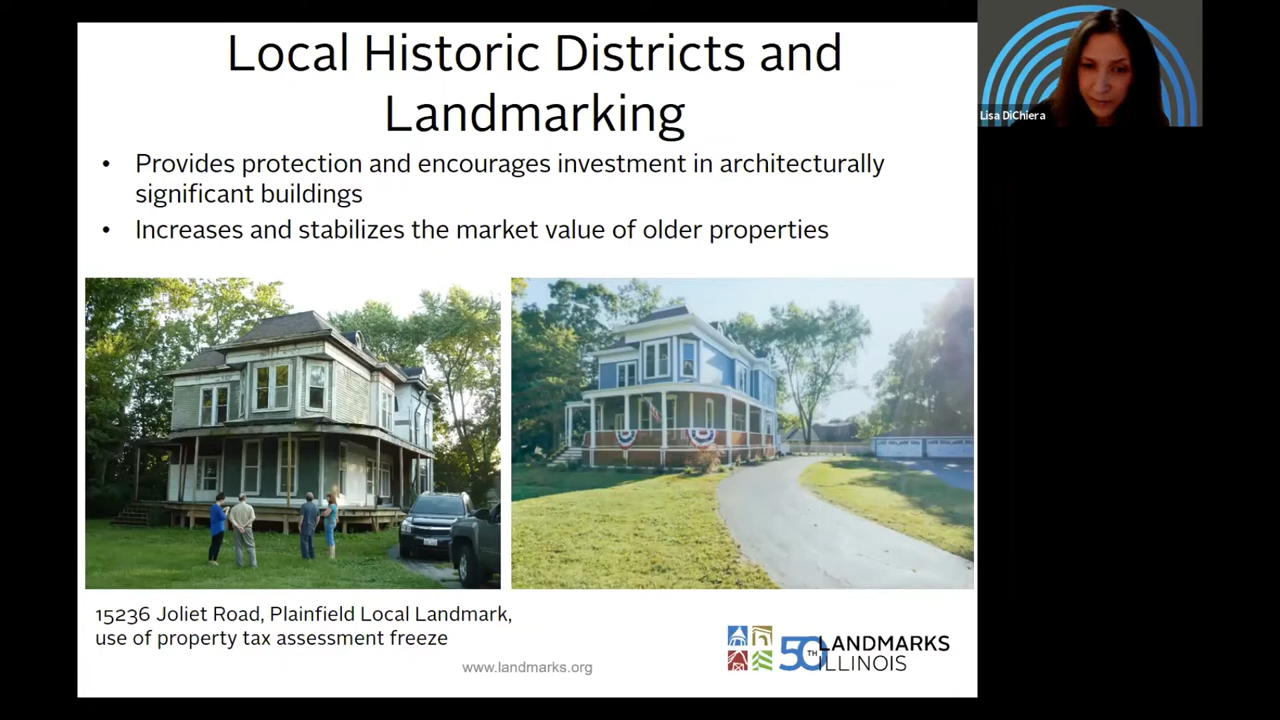 Local Historic Districts and
Landmarking
• Provides protection and encourages investment in architecturally
significant buildings
• Increases and stabilizes the market value of older properties
15236 Joliet Road, Plainfield Local Landmark,
use of property tax assessment freeze
www.landmarks.org
50TH LANDMARKS
ILLINOIS
Lisa DiChiera